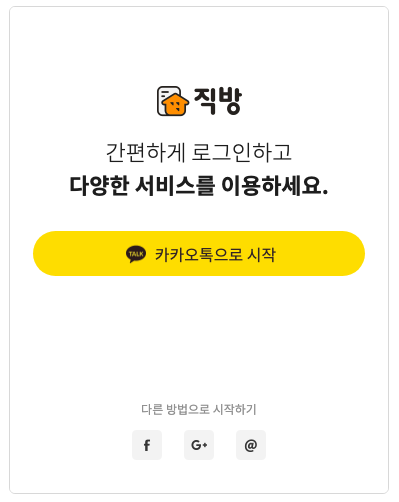 직방
간편하게 로그인하고
다양한 서비스를 이용하세요.
TALK 카카오톡으로 시작
다른 방법으로 시작하기
f G+ @